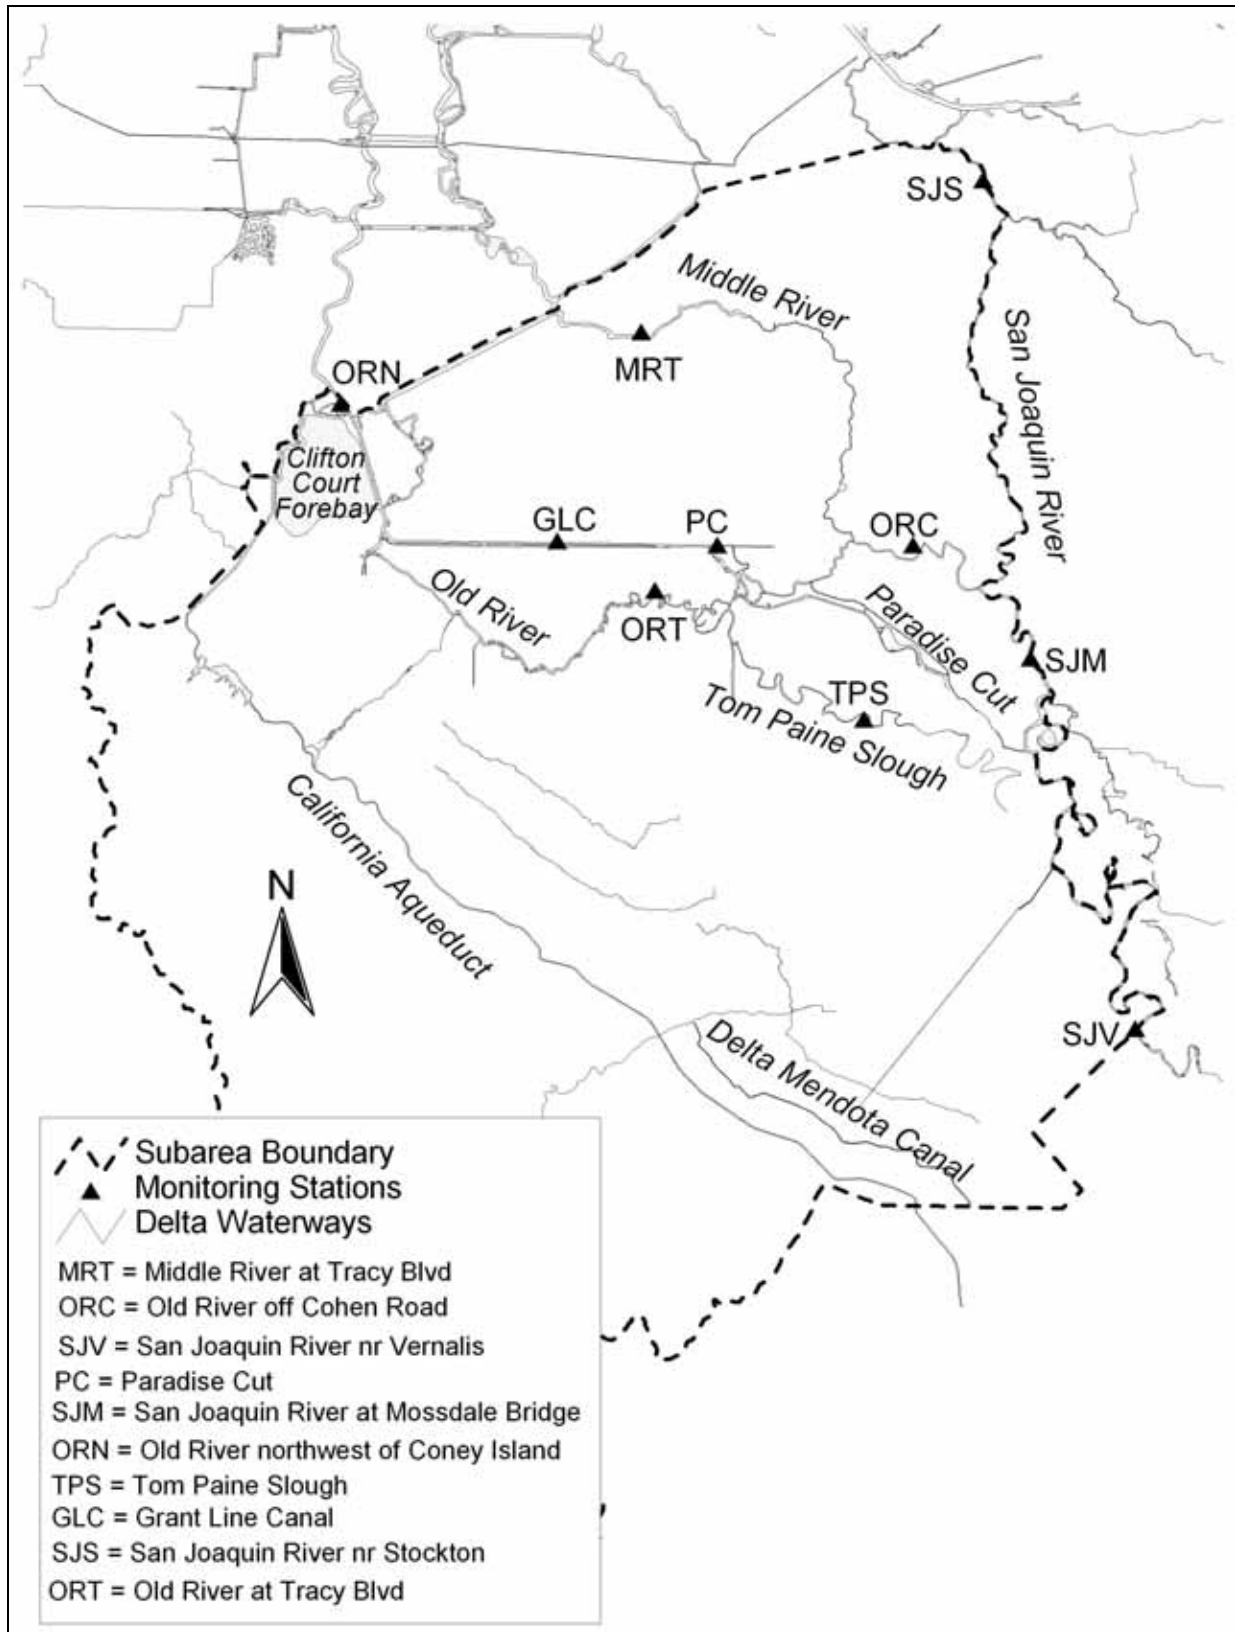 SJS
Middle River
San Joaquin River
MRT
ORN
Clifton
Court
Forebay
GLC
PC
ORC
Old River
ORT
Paradise Cut
SJM
TPS
Tom Paine Slough
California Aqueduct
N
SJV
Delta Mendota Canal
Subarea Boundary
Monitoring Stations
Delta Waterways
MRT = Middle River at Tracy Blvd
ORC = Old River off Cohen Road
SJV = San Joaquin River nr Vernalis
PC = Paradise Cut
SJM = San Joaquin River at Mossdale Bridge
ORN = Old River northwest of Coney Island
TPS = Tom Paine Slough
GLC = Grant Line Canal
SJS = San Joaquin River nr Stockton
ORT = Old River at Tracy Blvd